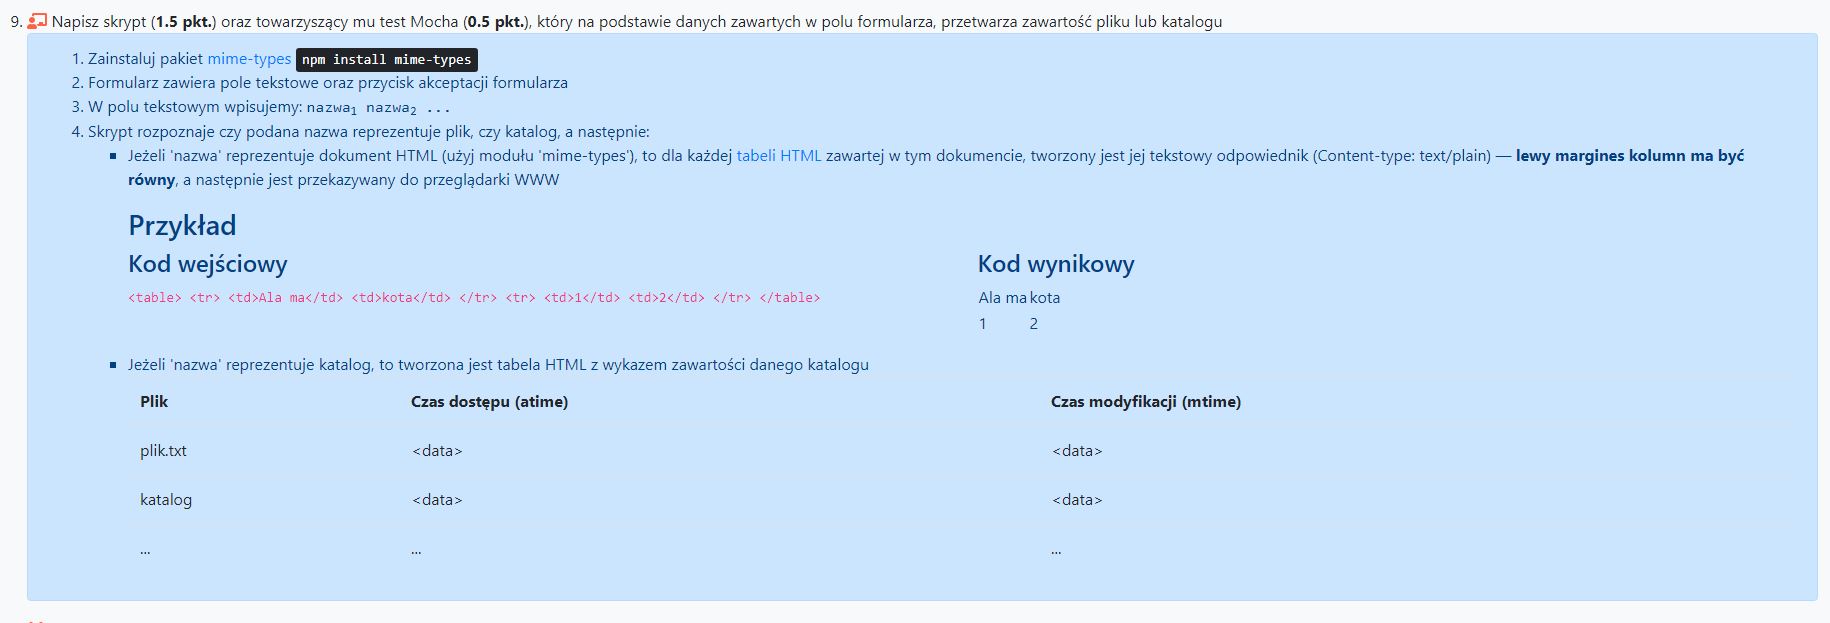 9. Napisz skrypt (1.5 pkt.) oraz towarzyszący mu test Mocha (0.5 pkt.), który na podstawie danych zawartych w polu formularza, przetwarza zawartość pliku lub katalogu
1. Zainstaluj pakiet mime-types npm install mime-types
2. Formularz zawiera pole tekstowe oraz przycisk akceptacji formularza
3. W polu tekstowym wpisujemy: nazwa₁ nazwa₂ ...
4. Skrypt rozpoznaje czy podana nazwa reprezentuje plik, czy katalog, a następnie:
▪ Jeżeli 'nazwa' reprezentuje dokument HTML (użyj modułu 'mime-types'), to dla każdej tabeli HTML zawartej w tym dokumencie, tworzony jest jej tekstowy odpowiednik (Content-type: text/plain) — lewy margines kolumn ma być
równy, a następnie jest przekazywany do przeglądarki WWW
Przykład
Kod wejściowy
<table> <tr> <td>Ala ma</td> <td>kota</td> </tr> <tr> <td>1</td> <td>2</td> </tr> </table>
Kod wynikowy
Ala ma kota
1 2
▪ Jeżeli 'nazwa' reprezentuje katalog, to tworzona jest tabela HTML z wykazem zawartości danego katalogu
Plik Czas dostępu (atime) Czas modyfikacji (mtime)
plik.txt <data> <data>
katalog <data> <data>
... ... ...